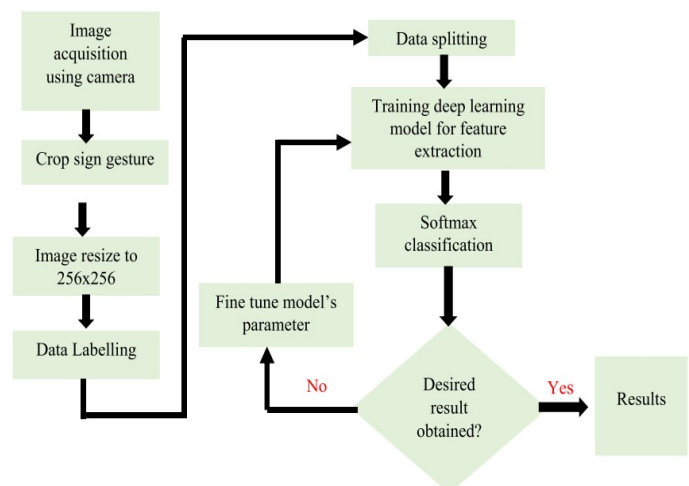 Image
acquisition
using camera
Crop sign gesture
Image resize to
256x256
Data Labelling
Data splitting
Training deep learning
model for feature
extraction
Softmax
classification
Fine tune model's
parameter
Desired
result
obtained?
No
Yes
Results